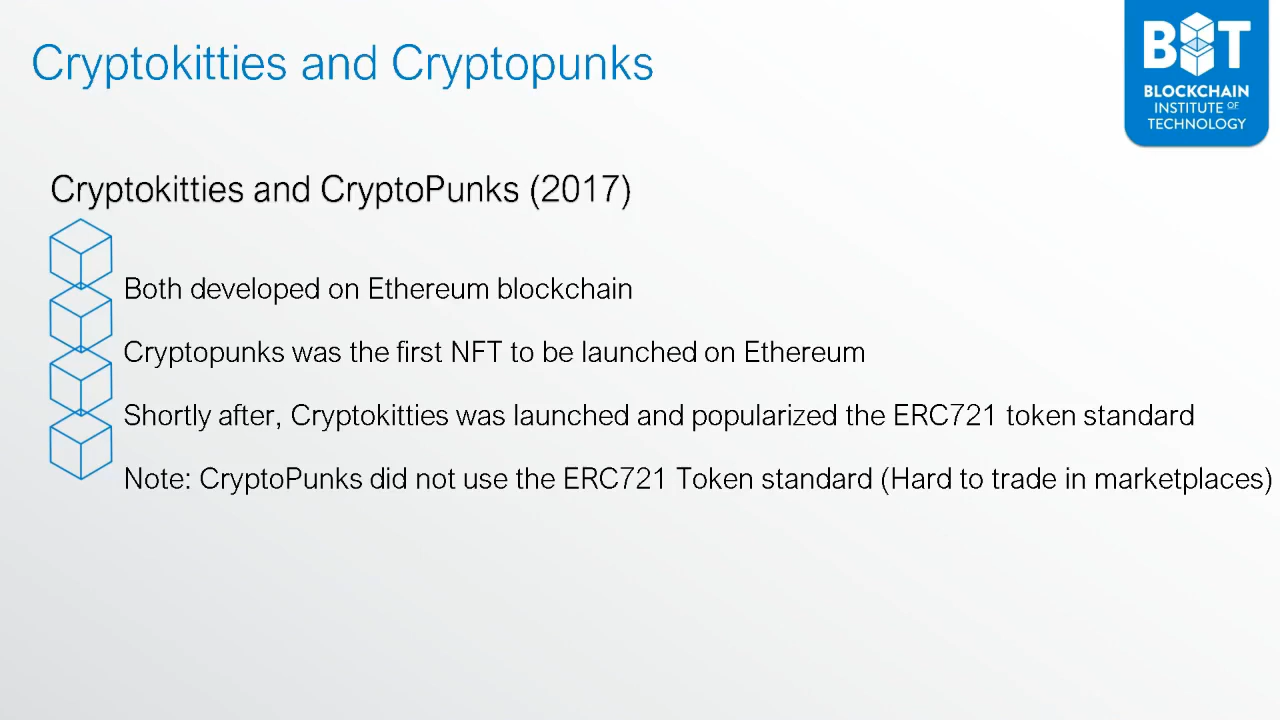 Cryptokitties and Cryptopunks
BIT
BLOCKCHAIN
INSTITUTE OF
TECHNOLOGY
Cryptokitties and CryptoPunks (2017)
Both developed on Ethereum blockchain
Cryptopunks was the first NFT to be launched on Ethereum
Shortly after, Cryptokitties was launched and popularized the ERC721 token standard
Note: CryptoPunks did not use the ERC721 Token standard (Hard to trade in marketplaces)